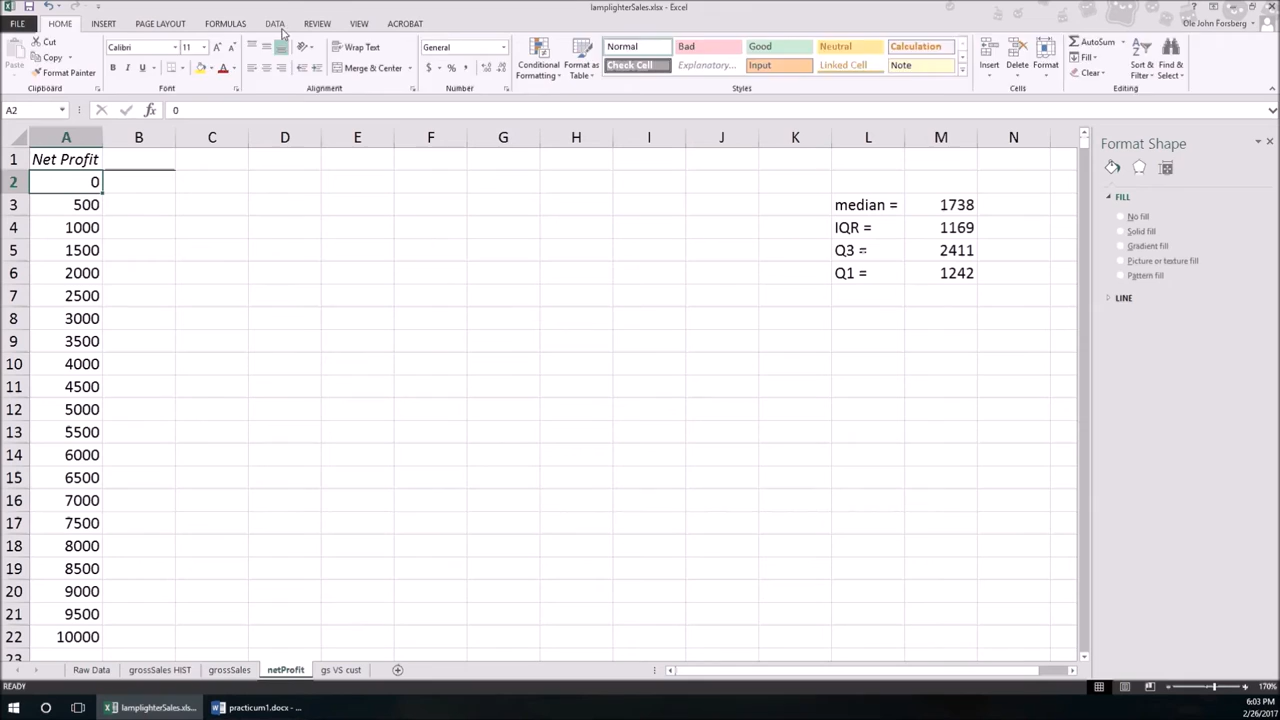 lamplighterSales.xlsx - Excel
FILE HOME INSERT PAGE LAYOUT FORMULAS DATA REVIEW VIEW ACROBAT
Ole John Forsberg
Paste
Cut
Copy
Format Painter
Clipboard
Calibri 11
B I U
Font
Wrap Text
Merge & Center
Alignment
General
$ % ,
Number
Conditional Formatting
Format as Table
Normal Bad Good Neutral Calculation
Check Cell Explanatory... Input Linked Cell Note
Styles
Insert Delete Format
Cells
AutoSum
Fill
Clear
Sort & Filter
Find & Select
Editing
A2 fx 0
A B C D E F G H I J K L M N
1 Net Profit
2 0
3 500 median = 1738
4 1000 IQR = 1169
5 1500 Q3 = 2411
6 2000 Q1 = 1242
7 2500
8 3000
9 3500
10 4000
11 4500
12 5000
13 5500
14 6000
15 6500
16 7000
17 7500
18 8000
19 8500
20 9000
21 9500
22 10000
23
Format Shape
FILL
No fill
Solid fill
Gradient fill
Picture or texture fill
Pattern fill
LINE
Raw Data grossSales HIST grossSales netProfit gs VS cust
READY
170%
lamplighterSales.xls...
practicum1.docx - ...
6:03 PM
2/26/2017